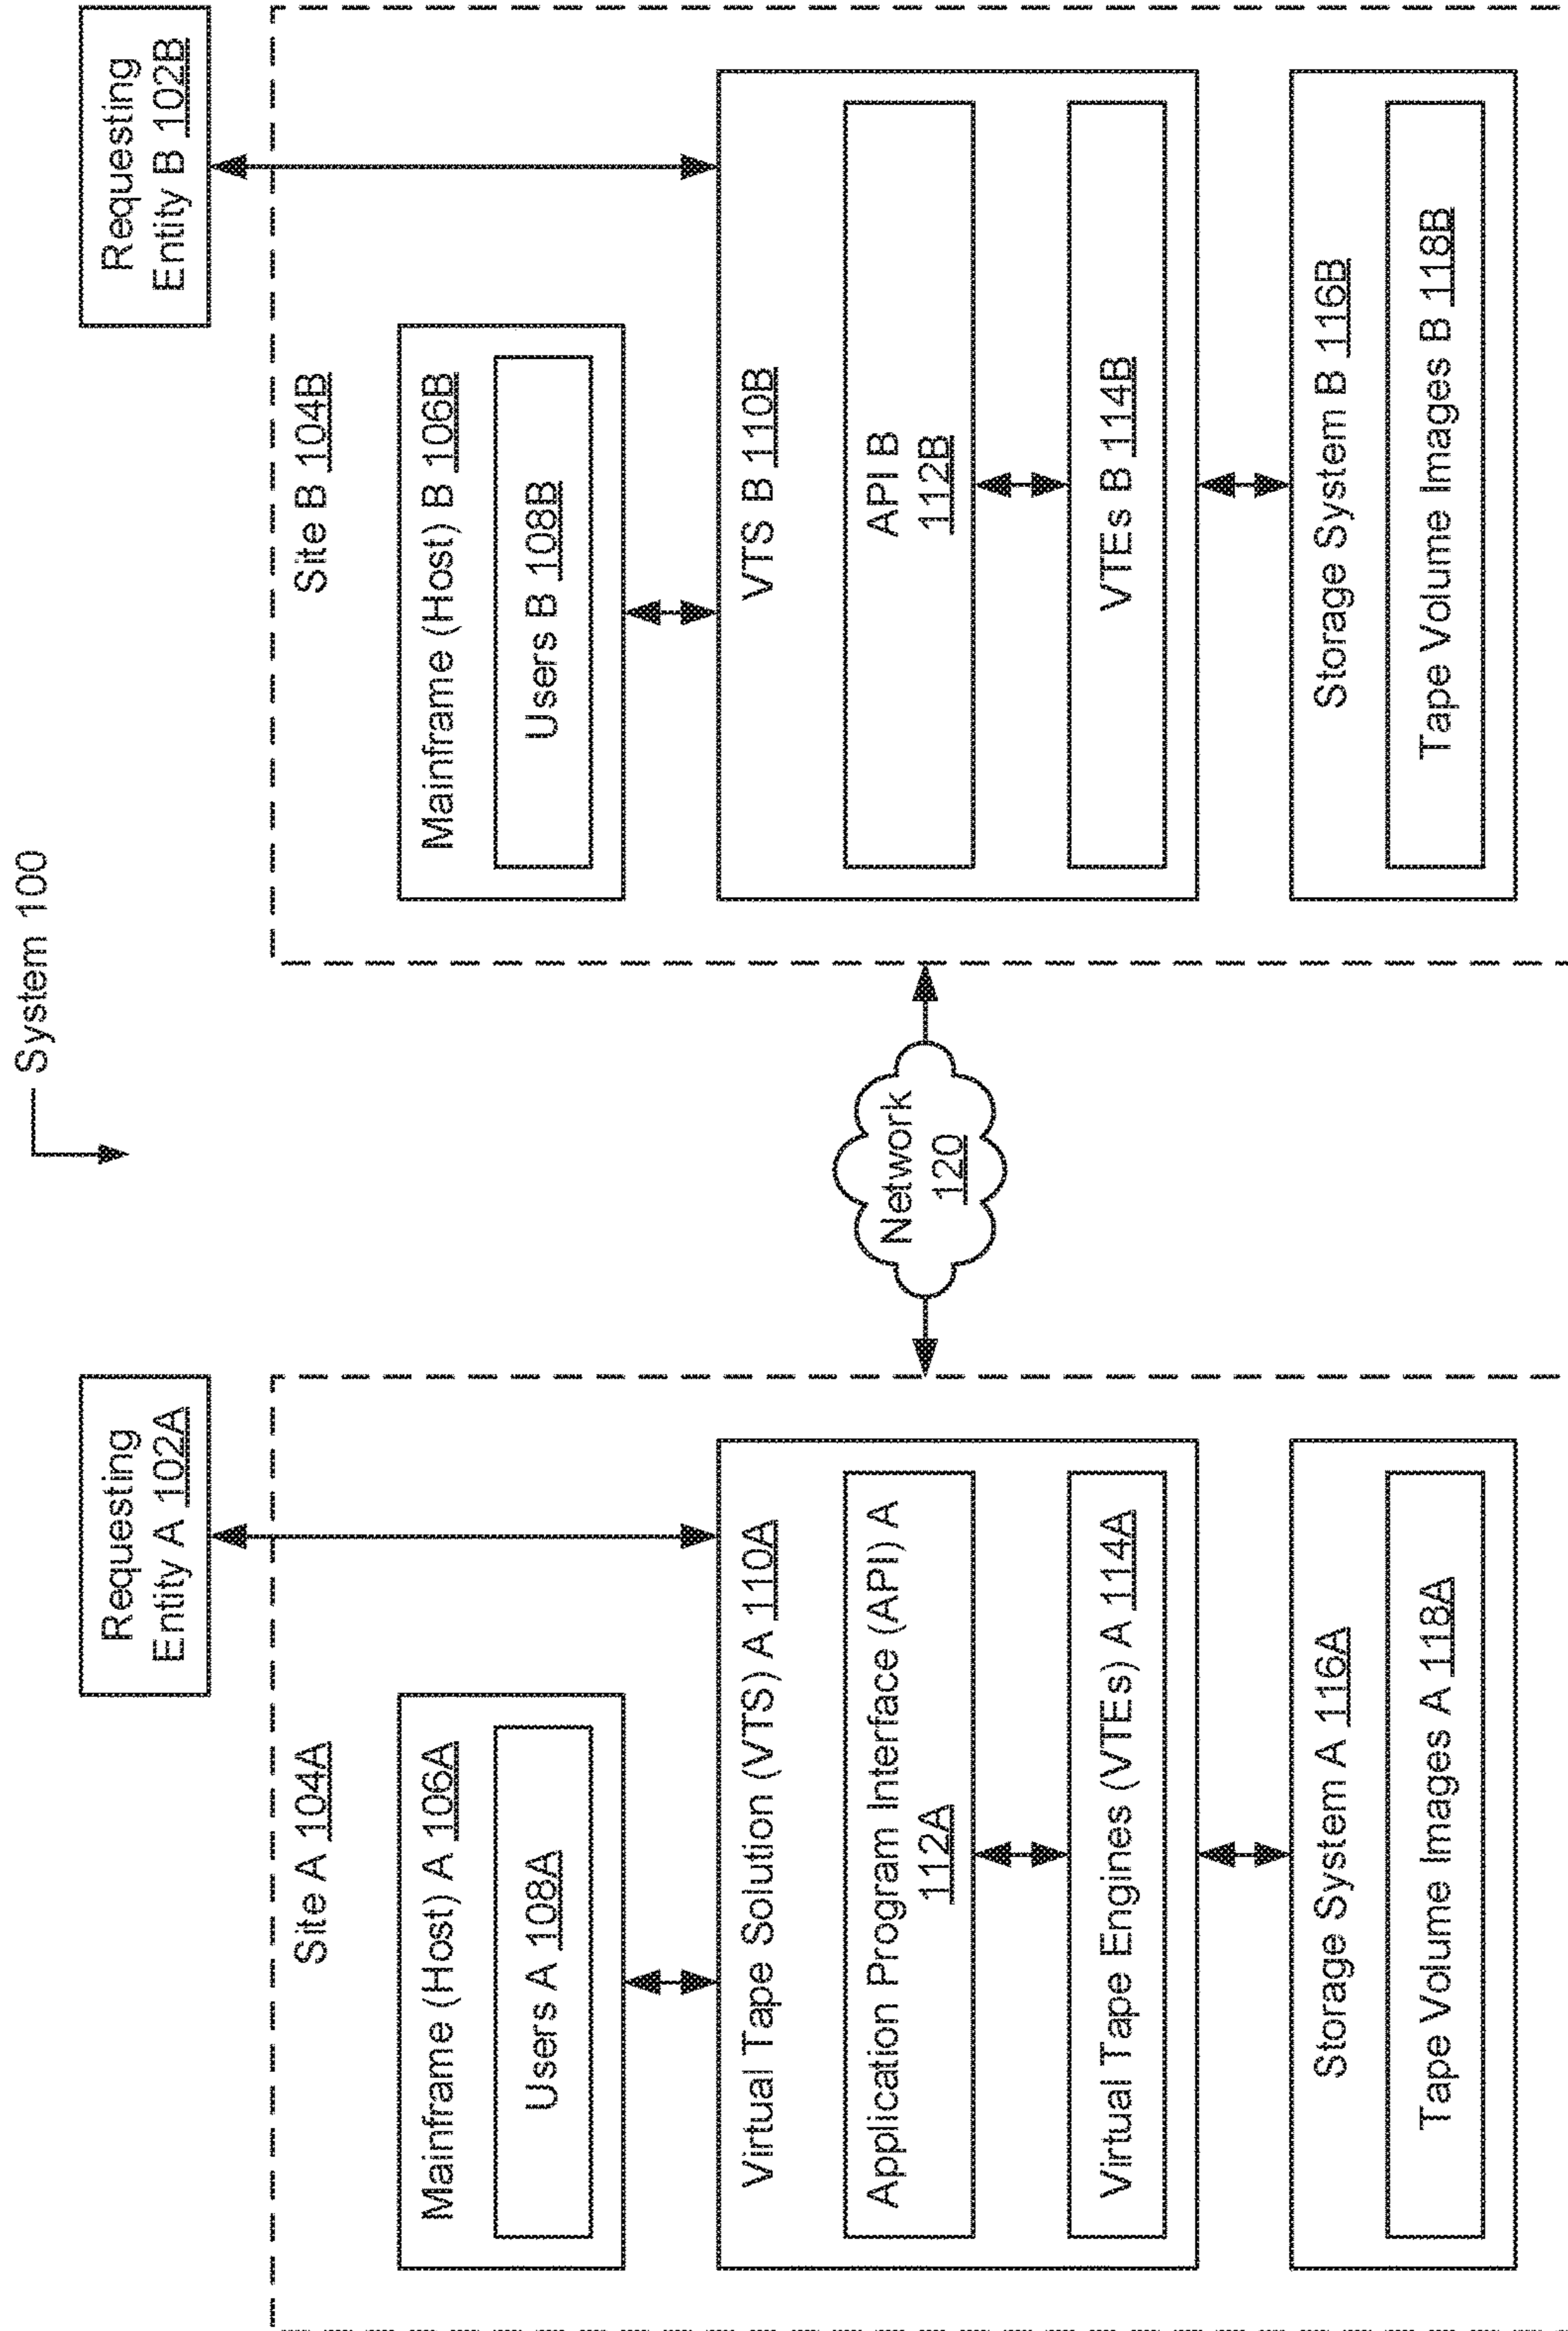 System 100
Requesting
Entity A 102A
Site A 104A
Mainframe (Host) A 106A
Users A 108A
Virtual Tape Solution (VTS) A 110A
Application Program Interface (API) A
112A
Virtual Tape Engines (VTEs) A 114A
Storage System A 116A
Tape Volume Images A 118A
Network
120
Requesting
Entity B 102B
Site B 104B
Mainframe (Host) B 106B
Users B 108B
VTS B 110B
API B
112B
VTEs B 114B
Storage System B 116B
Tape Volume Images B 118B